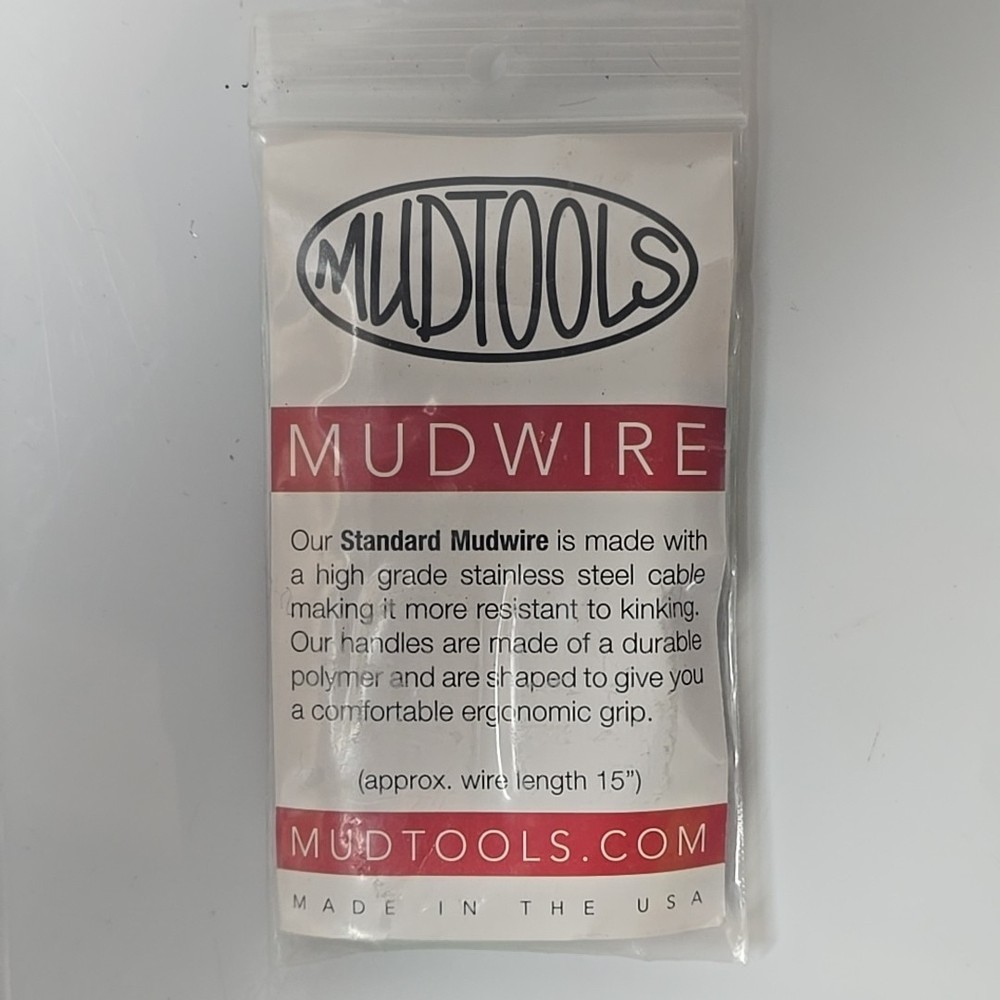 MUDTOOLS
MUDWIRE
Our Standard Mudwire is made with
a high grade stainless steel cable
making it more resistant to kinking.
Our handles are made of a durable
polymer and are shaped to give you
a comfortable ergonomic grip.
(approx. wire length 15”)
MUDTOOLS.COM
MADE IN THE USA